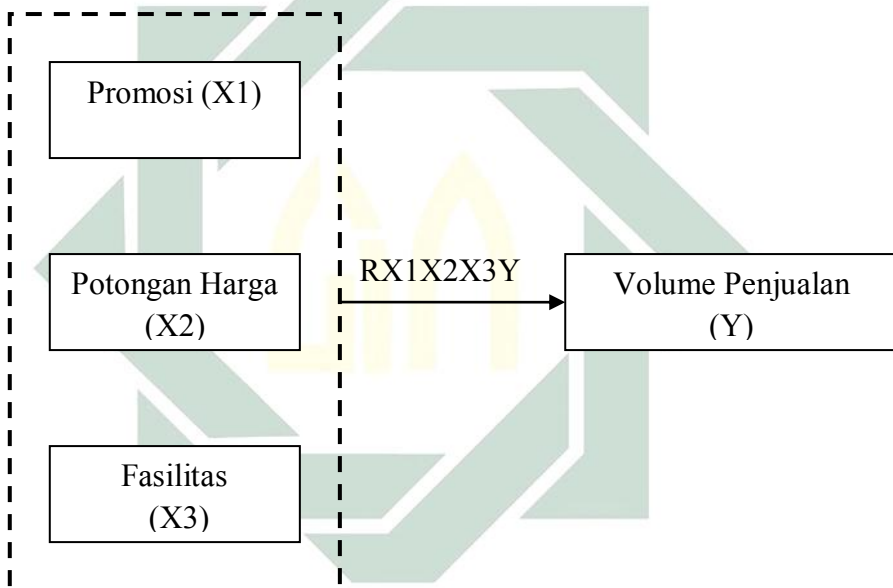 Promosi (X1)
Potongan Harga
(X2)
Fasilitas
(X3)
RX1X2X3Y
Volume Penjualan
(Y)